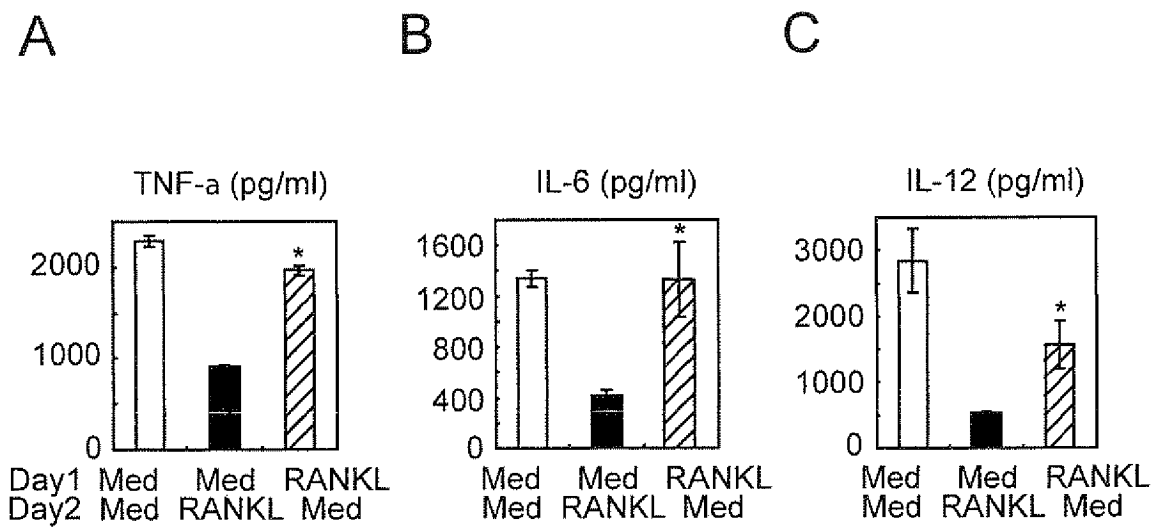 A
B
C
TNF-a (pg/ml)
IL-6 (pg/ml)
IL-12 (pg/ml)
2000
1000
0
*
1600
1200
800
400
0
*
3000
2000
1000
0
*
Day1 Med Med RANKL
Day2 Med RANKL Med
Med Med RANKL
Med RANKL Med
Med Med RANKL
Med RANKL Med